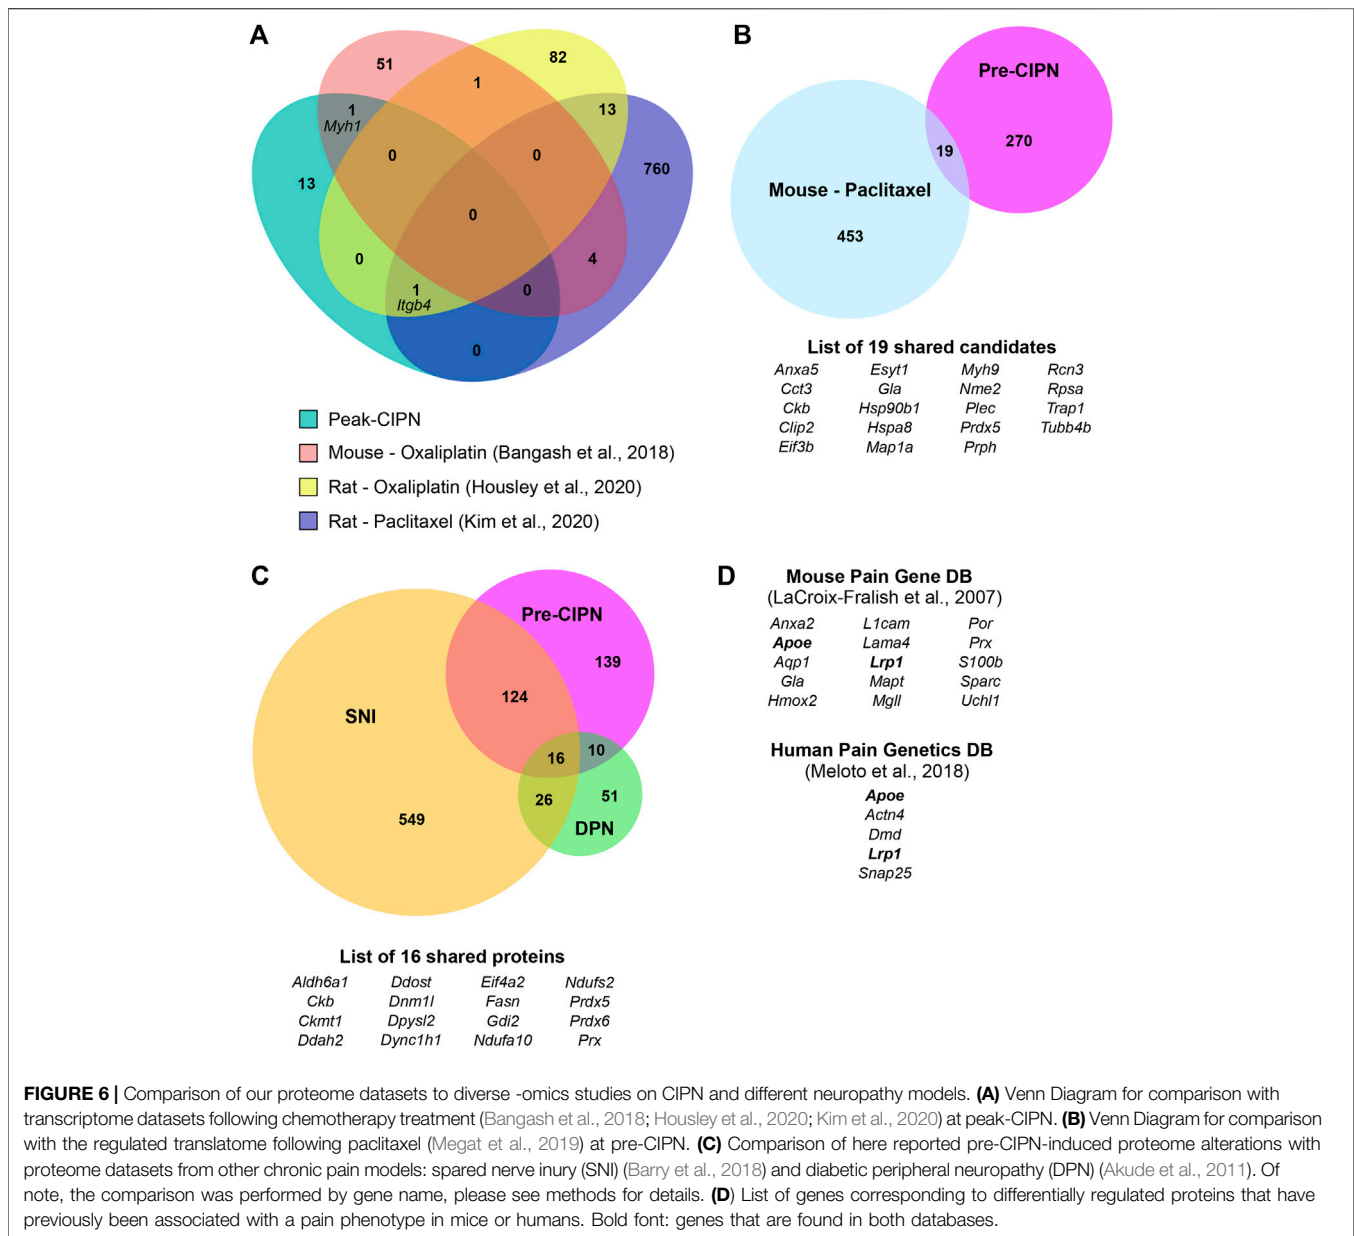 A
51
82
1
1
Myh1
13
13
0
0
760
0
0
4
1
Itgb4
0
0
Peak-CIPN
Mouse - Oxaliplatin (Bangash et al., 2018)
Rat - Oxaliplatin (Housley et al., 2020)
Rat - Paclitaxel (Kim et al., 2020)
B
Pre-CIPN
270
19
Mouse - Paclitaxel
453
List of 19 shared candidates
Anxa5 Esyt1 Myh9 Rcn3
Cct3 Gla Nme2 Rpsa
Ckb Hsp90b1 Plec Trap1
Clip2 Hspa8 Prdx5 Tubb4b
Eif3b Map1a Prph
C
Pre-CIPN
139
124
SNI
16
10
26
51
DPN
549
List of 16 shared proteins
Aldh6a1 Ddost Eif4a2 Ndufs2
Ckb Dnm1l Fasn Prdx5
Ckmt1 Dpysl2 Gdi2 Prdx6
Ddah2 Dync1h1 Ndufa10 Prx
D
Mouse Pain Gene DB
(LaCroix-Fralish et al., 2007)
Anxa2 L1cam Por
Apoe Lama4 Prx
Aqp1 Lrp1 S100b
Gla Mapt Sparc
Hmox2 Mgll Uchl1
Human Pain Genetics DB
(Meloto et al., 2018)
Apoe
Actn4
Dmd
Lrp1
Snap25
FIGURE 6 | Comparison of our proteome datasets to diverse -omics studies on CIPN and different neuropathy models. (A) Venn Diagram for comparison with
transcriptome datasets following chemotherapy treatment (Bangash et al., 2018; Housley et al., 2020; Kim et al., 2020) at peak-CIPN. (B) Venn Diagram for comparison
with the regulated translatome following paclitaxel (Megat et al., 2019) at pre-CIPN. (C) Comparison of here reported pre-CIPN-induced proteome alterations with
proteome datasets from other chronic pain models: spared nerve inury (SNI) (Barry et al., 2018) and diabetic peripheral neuropathy (DPN) (Akude et al., 2011). Of
note, the comparison was performed by gene name, please see methods for details. (D) List of genes corresponding to differentially regulated proteins that have
previously been associated with a pain phenotype in mice or humans. Bold font: genes that are found in both databases.